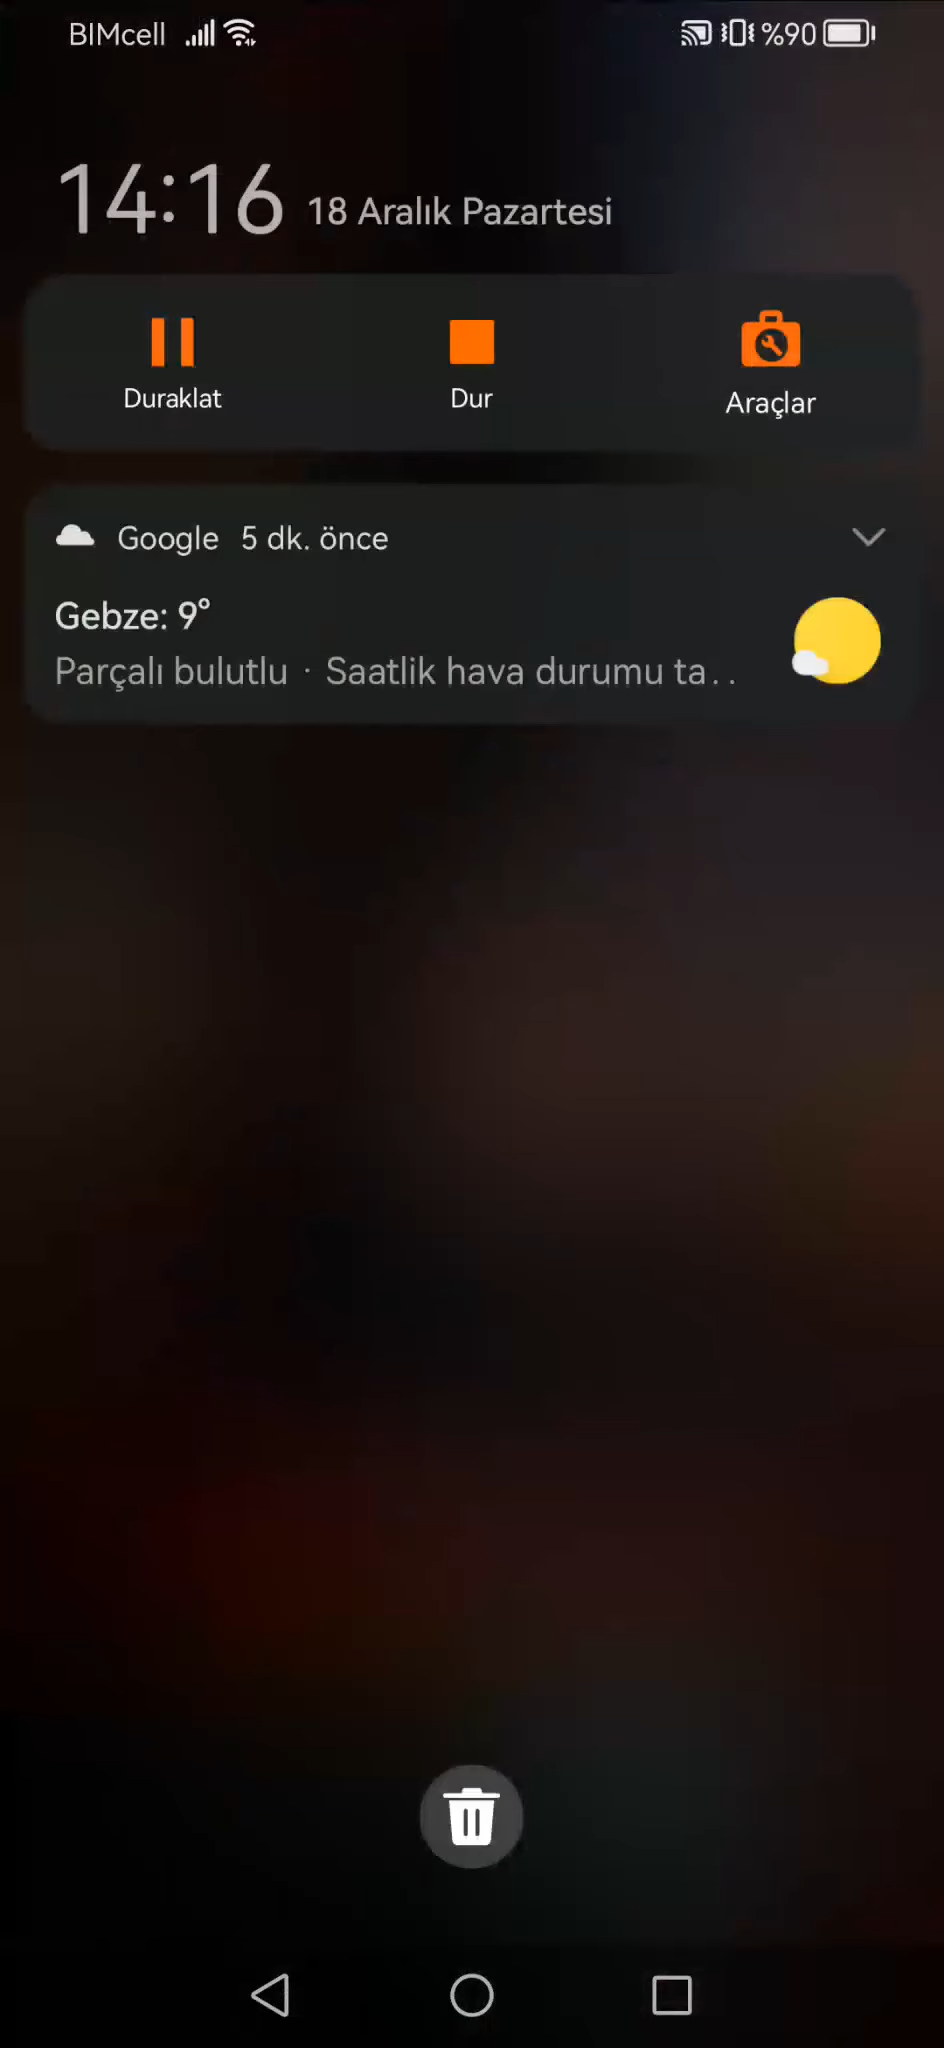 BIMcell %90
14:16 18 Aralık Pazartesi
Duraklat Dur Araçlar
Google 5 dk. önce
Gebze: 9°
Parçalı bulutlu · Saatlik hava durumu ta..